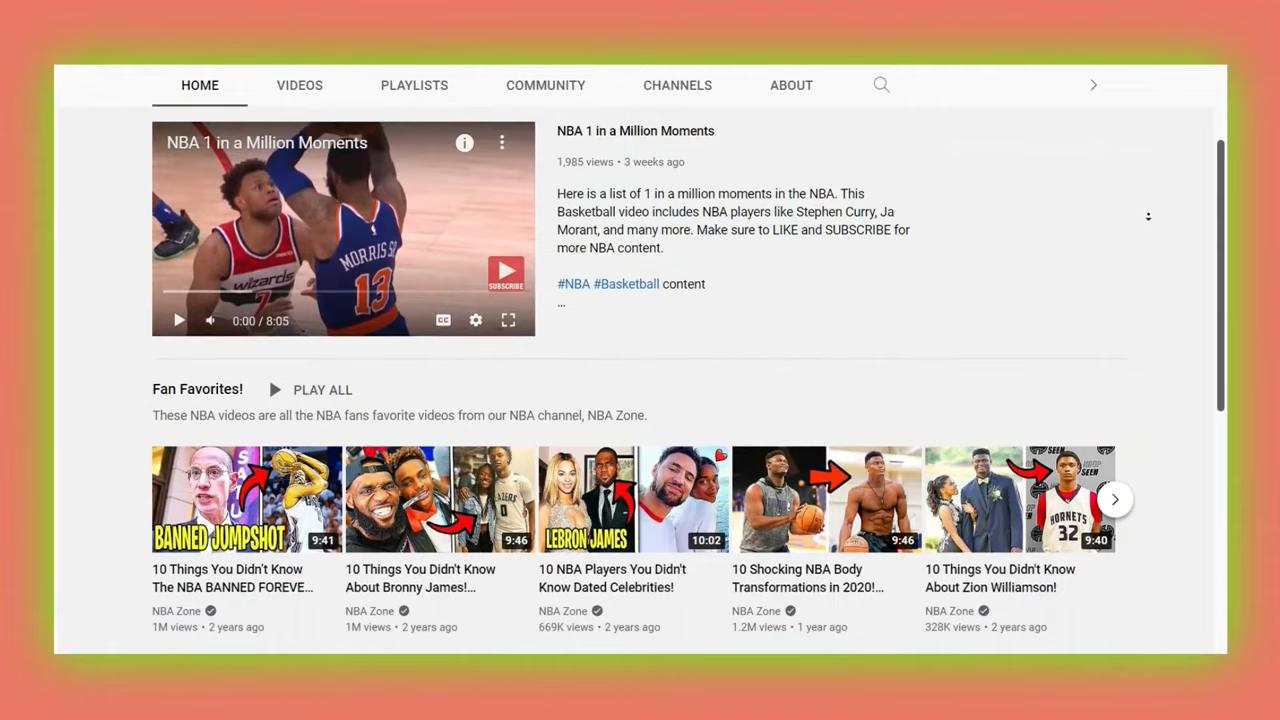 HOME
VIDEOS
PLAYLISTS
COMMUNITY
CHANNELS
ABOUT
NBA 1 in a Million Moments
MORRIS SR
13
wizards
7
SUBSCRIBE
0:00 / 8:05
CC
NBA 1 in a Million Moments
1,985 views • 3 weeks ago
Here is a list of 1 in a million moments in the NBA. This
Basketball video includes NBA players like Stephen Curry, Ja
Morant, and many more. Make sure to LIKE and SUBSCRIBE for
more NBA content.
#NBA #Basketball content
...
Fan Favorites!
PLAY ALL
These NBA videos are all the NBA fans favorite videos from our NBA channel, NBA Zone.
BANNED JUMPSHOT
9:41
10 Things You Didn't Know
The NBA BANNED FOREVE...
NBA Zone
1M views • 2 years ago
0
9:46
10 Things You Didn't Know
About Bronny James!...
NBA Zone
1M views • 2 years ago
LEBRON JAMES
10:02
10 NBA Players You Didn't
Know Dated Celebrities!
NBA Zone
669K views • 2 years ago
9:46
10 Shocking NBA Body
Transformations in 2020!...
NBA Zone
1.2M views • 1 year ago
SEEN
HORNETS
32
9:40
10 Things You Didn't Know
About Zion Williamson!
NBA Zone
328K views • 2 years ago